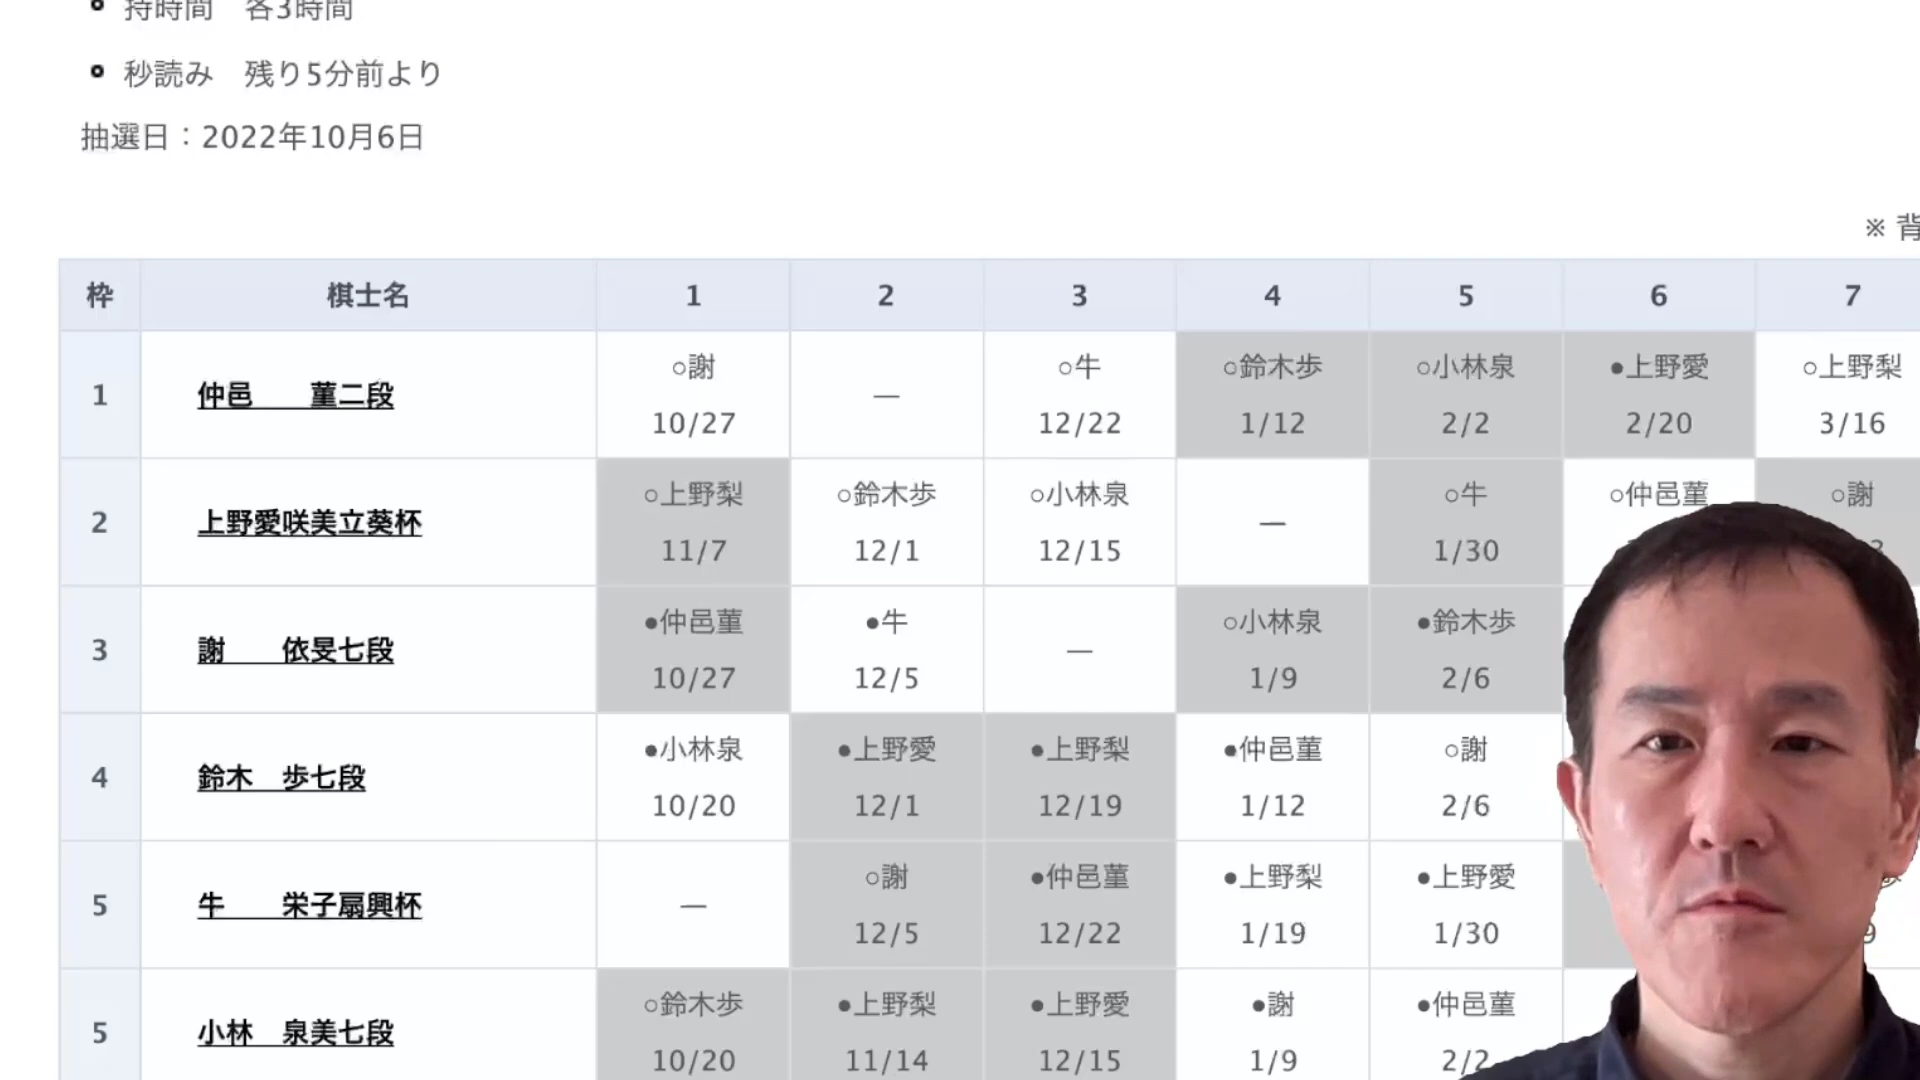 持時間　各3時間
秒読み　残り5分前より
抽選日：2022年10月6日
※ 背
枠 棋士名 1 2 3 4 5 6 7
1 仲邑　菫二段 ○謝 — ○牛 ○鈴木歩 ○小林泉 ●上野愛 ○上野梨
10/27 12/22 1/12 2/2 2/20 3/16
2 上野愛咲美立葵杯 ○上野梨 ○鈴木歩 ○小林泉 — ○牛 ○仲邑菫 ○謝
11/7 12/1 12/15 1/30
3 謝　依旻七段 ●仲邑菫 ●牛 — ○小林泉 ●鈴木歩
10/27 12/5 1/9 2/6
4 鈴木　歩七段 ●小林泉 ●上野愛 ●上野梨 ●仲邑菫 ○謝
10/20 12/1 12/19 1/12 2/6
5 牛　栄子扇興杯 — ○謝 ●仲邑菫 ●上野梨 ●上野愛
12/5 12/22 1/19 1/30
5 小林　泉美七段 ○鈴木歩 ●上野梨 ●上野愛 ●謝 ●仲邑菫
10/20 11/14 12/15 1/9 2/2